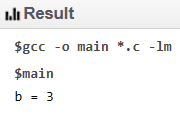 Result
$gcc -o main *.c -lm
$main
b = 3